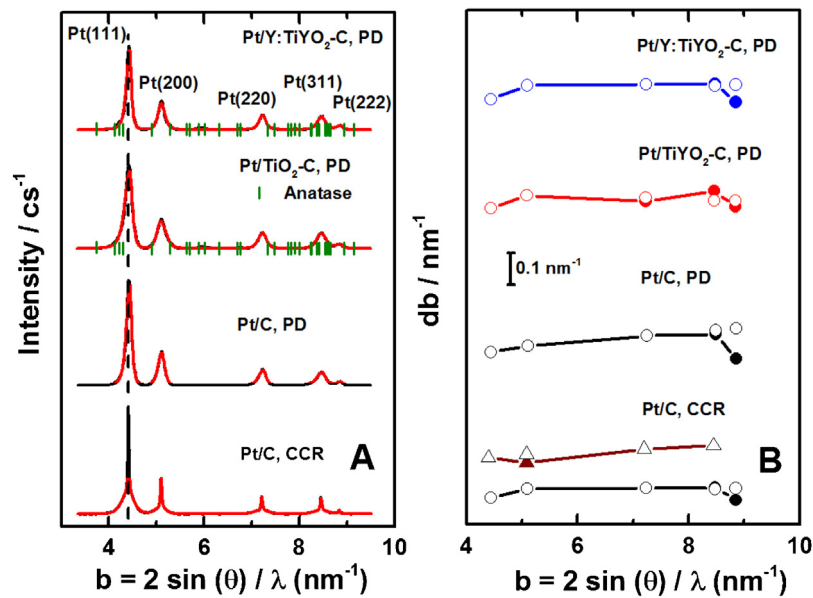 Pt(111)
Pt/Y:TiYO₂-C, PD
Pt(200)
Pt(220)
Pt(311)
Pt(222)
Pt/TiO₂-C, PD
Anatase
Pt/C, PD
Pt/C, CCR
A
Intensity / cs⁻¹
4 6 8 10
b = 2 sin (θ) / λ (nm⁻¹)
Pt/Y:TiYO₂-C, PD
Pt/TiYO₂-C, PD
0.1 nm⁻¹
Pt/C, PD
Pt/C, CCR
B
db / nm⁻¹
4 6 8 10
b = 2 sin (θ) / λ (nm⁻¹)